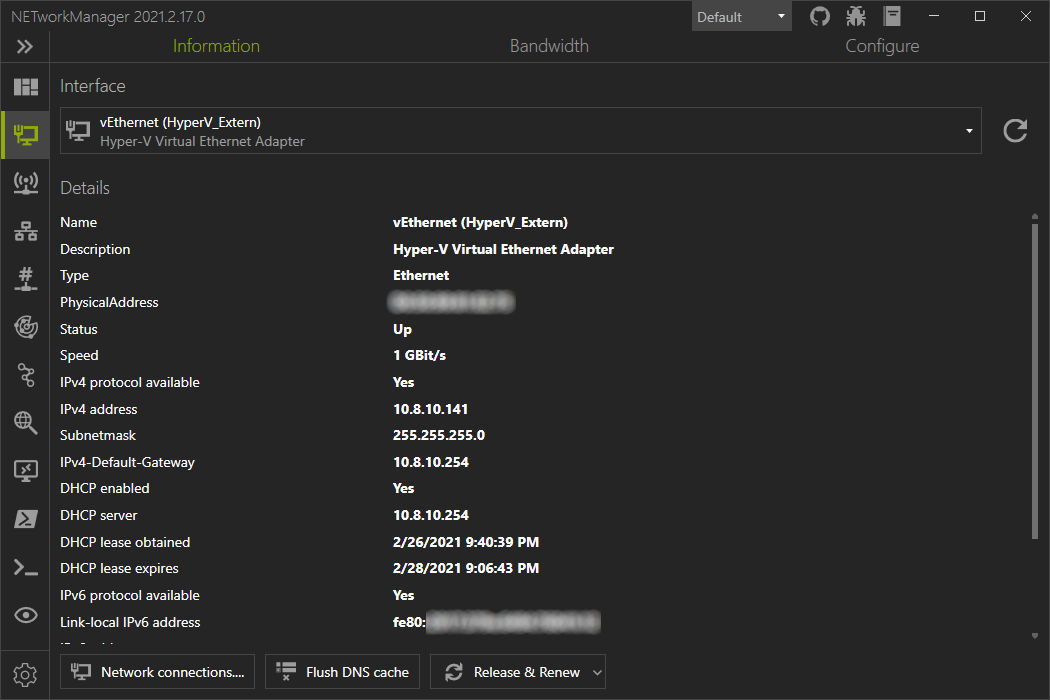 NETworkManager 2021.2.17.0
Default
Information
Bandwidth
Configure
Interface
vEthernet (HyperV_Extern)
Hyper-V Virtual Ethernet Adapter
Details
Name vEthernet (HyperV_Extern)
Description Hyper-V Virtual Ethernet Adapter
Type Ethernet
PhysicalAddress
Status Up
Speed 1 GBit/s
IPv4 protocol available Yes
IPv4 address 10.8.10.141
Subnetmask 255.255.255.0
IPv4-Default-Gateway 10.8.10.254
DHCP enabled Yes
DHCP server 10.8.10.254
DHCP lease obtained 2/26/2021 9:40:39 PM
DHCP lease expires 2/28/2021 9:06:43 PM
IPv6 protocol available Yes
Link-local IPv6 address fe80:
Network connections....
Flush DNS cache
Release & Renew